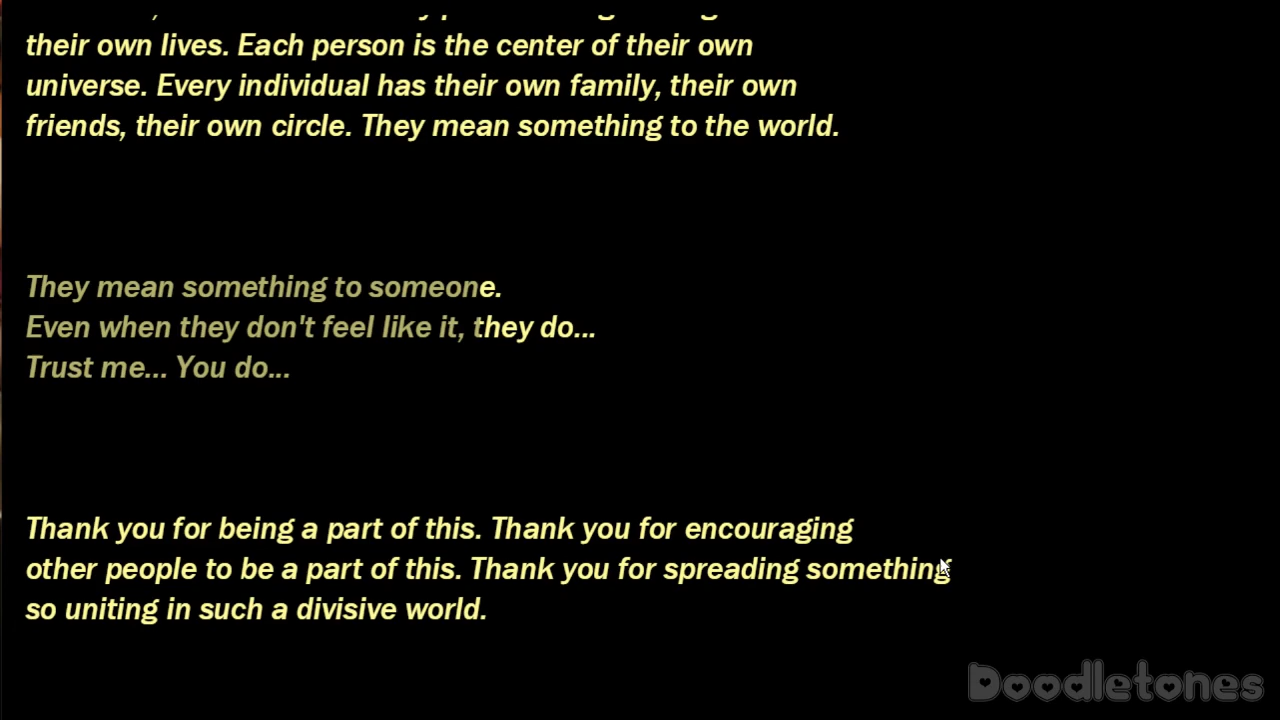 their own lives. Each person is the center of their own
universe. Every individual has their own family, their own
friends, their own circle. They mean something to the world.
They mean something to someone.
Even when they don't feel like it, they do...
Trust me... You do...
Thank you for being a part of this. Thank you for encouraging
other people to be a part of this. Thank you for spreading something
so uniting in such a divisive world.
Doodletones